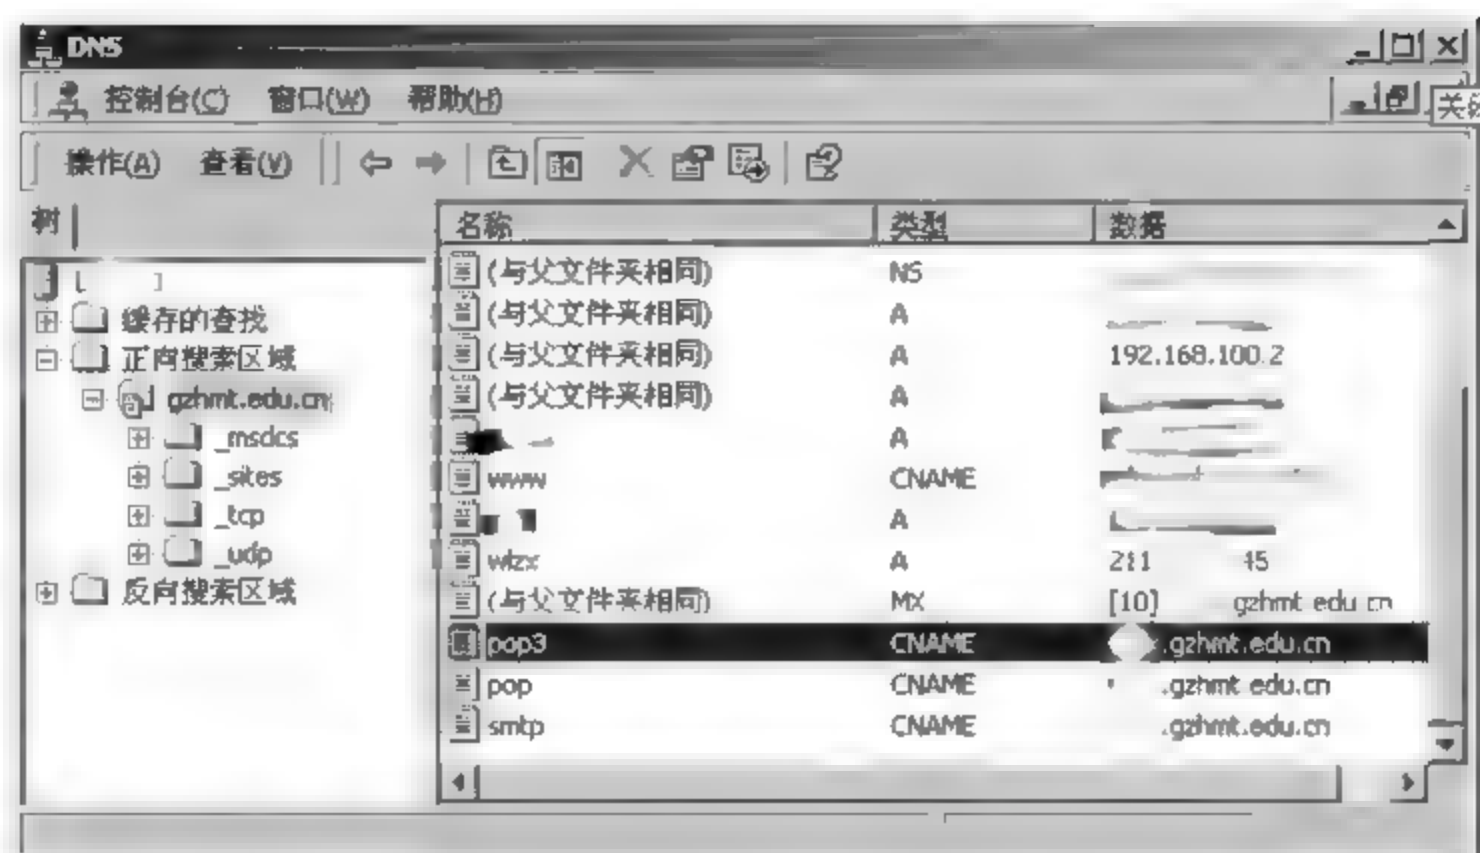 DNS
控制台(C) 窗口(W) 帮助(H)
关闭
操作(A) 查看(V)
树
名称 类型 数据
(与父文件夹相同) NS
缓存的查找
(与父文件夹相同) A
正向搜索区域
(与父文件夹相同) A 192.168.100.2
gzhmt.edu.cn
(与父文件夹相同) A
_msdcs
A
_sites
www CNAME
_tcp
A
_udp
wlzx A 211 45
反向搜索区域
(与父文件夹相同) MX [10] gzhmt.edu.cn
pop3 CNAME .gzhmt.edu.cn
pop CNAME .gzhmt.edu.cn
smtp CNAME .gzhmt.edu.cn